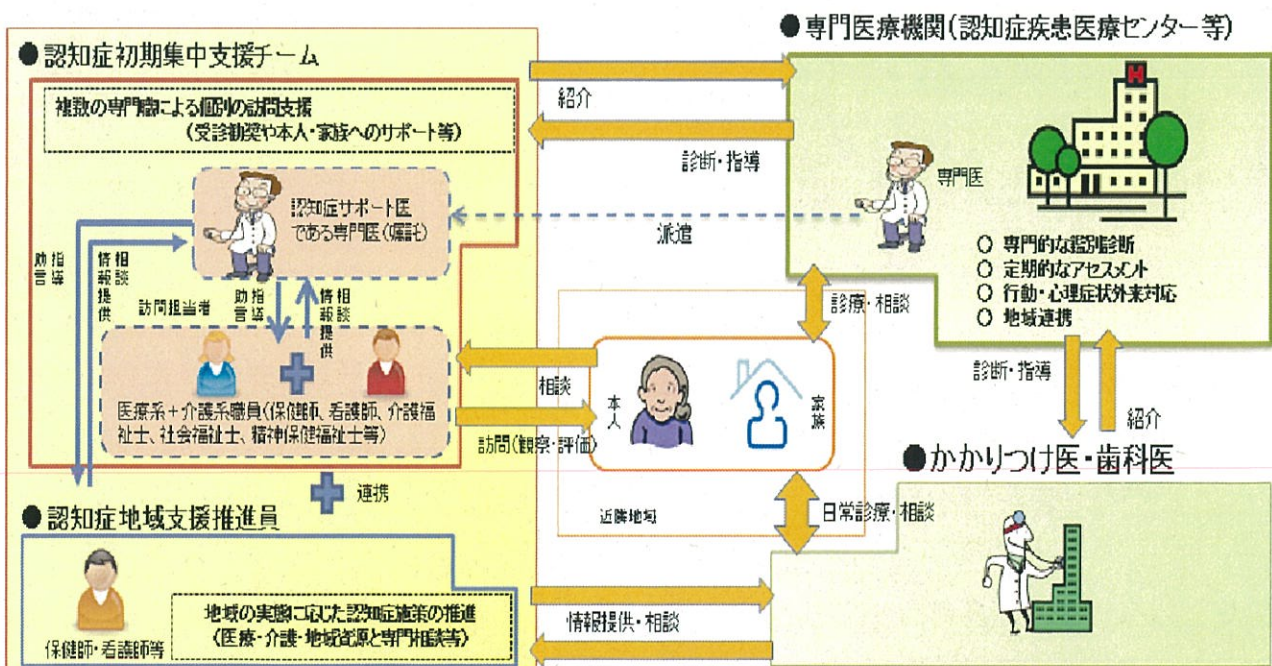 ●認知症初期集中支援チーム
複数の専門職による個別の訪問支援
(受診勧奨や本人・家族へのサポート等)
認知症サポート医
である専門医(嘱託)
指導
助言
相談
情報提供
訪問担当者
指導
助言
相談
情報提供
医療系+介護系職員(保健師、看護師、介護福
祉士、社会福祉士、精神保健福祉士等)
連携
●認知症地域支援推進員
保健師・看護師等
地域の実態に応じた認知症施策の推進
(医療・介護・地域資源と専門相談等)
紹介
診断・指導
派遣
●専門医療機関(認知症疾患医療センター等)
H
専門医
○ 専門的な鑑別診断
○ 定期的なアセスメント
○ 行動・心理症状外来対応
○ 地域連携
診療・相談
相談
訪問(観察・評価)
本人
家族
近隣地域
日常診療・相談
診断・指導
紹介
●かかりつけ医・歯科医
情報提供・相談